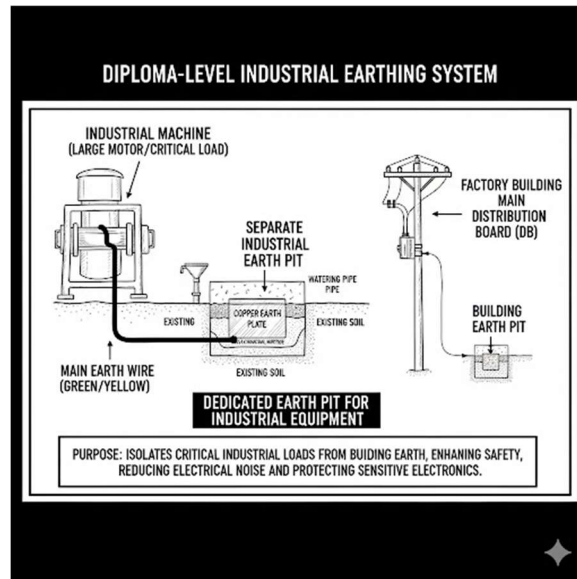 DIPLOMA-LEVEL INDUSTRIAL EARTHING SYSTEM
INDUSTRIAL MACHINE
(LARGE MOTOR/CRITICAL LOAD)
SEPARATE
INDUSTRIAL
EARTH PIT
WATERING PIPE
PIPE
FACTORY BUILDING
MAIN
DISTRIBUTION
BOARD (DB)
EXISTING
COPPER EARTH
PLATE
EXISTING SOIL
EXISTING SOIL
MAIN EARTH WIRE
(GREEN/YELLOW)
BUILDING
EARTH PIT
DEDICATED EARTH PIT FOR
INDUSTRIAL EQUIPMENT
PURPOSE: ISOLATES CRITICAL INDUSTRIAL LOADS FROM BUIDING EARTH, ENHANING SAFETY,
REDUCING ELECTRICAL NOISE AND PROTECTING SENSITIVE ELECTRONICS.